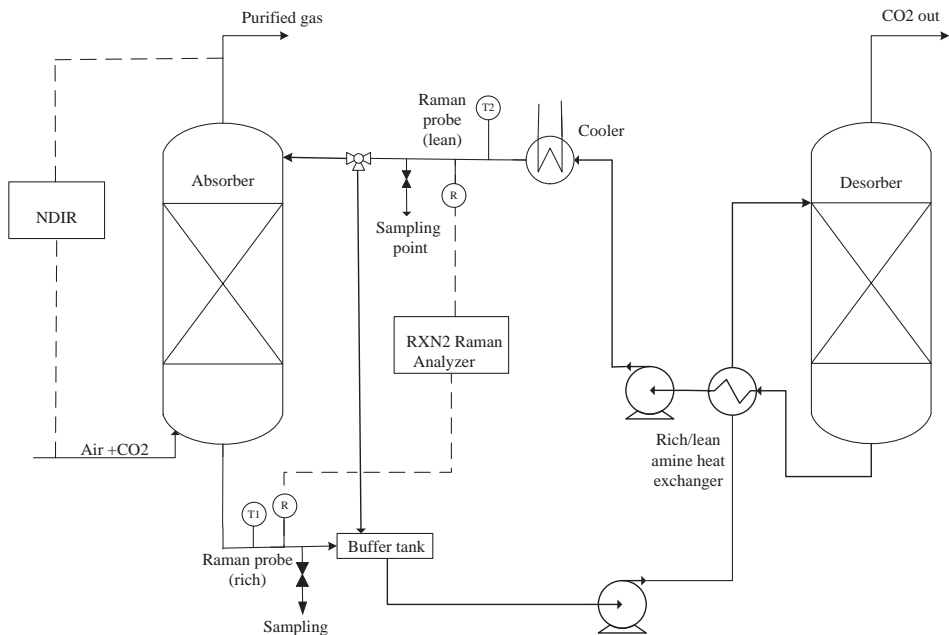 Purified gas
CO2 out
Raman
probe
(lean)
T2
Cooler
Absorber
Desorber
NDIR
R
Sampling
point
RXN2 Raman
Analyzer
Rich/lean
amine heat
exchanger
Air +CO2
T1
R
Buffer tank
Raman probe
(rich)
Sampling